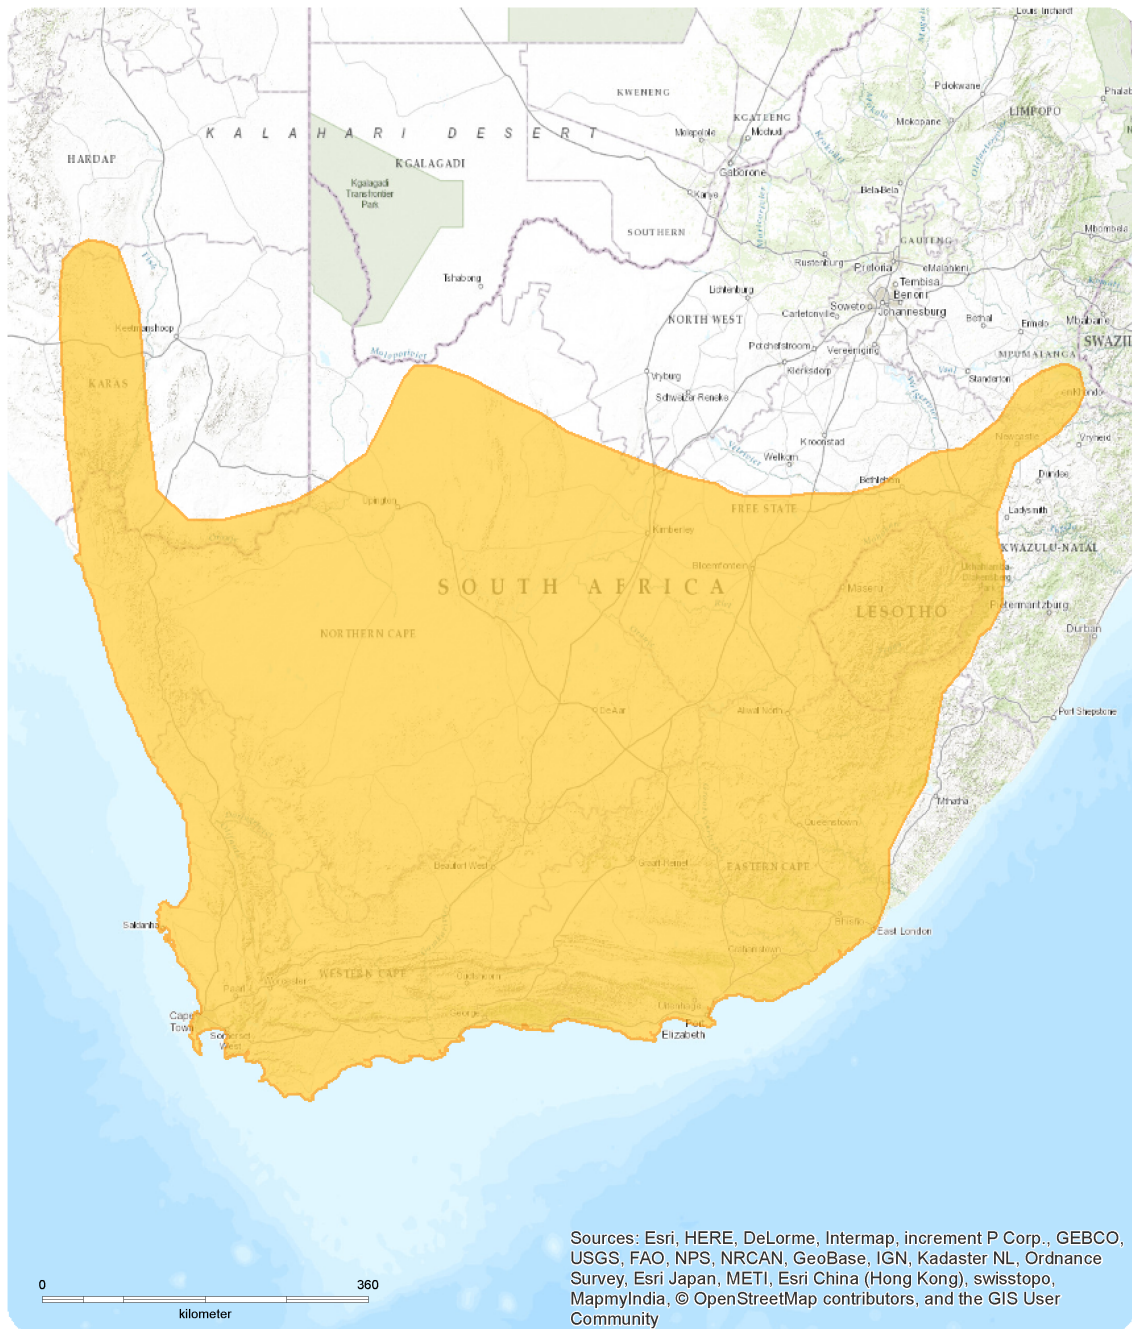 Louis Trichardt
Polokwane
KWENENG
KGATLENG
Mokopane
LIMPOPO
K A L A H A R I   D E S E R T
Molepolole
Mochudi
HARDAP
KGALAGADI
Gaborone
Kgalagadi
Transfrontier
Park
Kanye
Bela-Bela
Mbombela
SOUTHERN
GAUTENG
Fish
Rustenburg
Pretoria
eMalahleni
Tshabong
Tembisa
Lichtenburg
Benoni
Soweto
Carletonville
Johannesburg
NORTH WEST
Bethal
Ermelo
Mbabane
Keetmanshoop
SWAZIL
Potchefstroom
Vereeniging
MPUMALANGA
Moloporivier
Klerksdorp
Vaal
Vryburg
Standerton
KARAS
Schweizer Reneke
Kroonstad
Newcastle
Vryheid
Welkom
Dundee
Bethlehem
Upington
FREE STATE
Ladysmith
Kimberley
KWAZULU-NATAL
Bloemfontein
SOUTH AFRICA
Maseru
LESOTHO
Pietermaritzburg
NORTHERN CAPE
Durban
De Aar
Aliwal North
Port Shepstone
Mthatha
Queenstown
Beaufort West
Graaff-Reinet
EASTERN CAPE
Saldanha
Bhisho
East London
Grahamstown
WESTERN CAPE
Oudtshoorn
Worcester
Paarl
George
Uitenhage
Cape
Town
Port
Elizabeth
Somerset
West
Sources: Esri, HERE, DeLorme, Intermap, increment P Corp., GEBCO,
USGS, FAO, NPS, NRCAN, GeoBase, IGN, Kadaster NL, Ordnance
Survey, Esri Japan, METI, Esri China (Hong Kong), swisstopo,
MapmyIndia, © OpenStreetMap contributors, and the GIS User
Community
0 360
kilometer